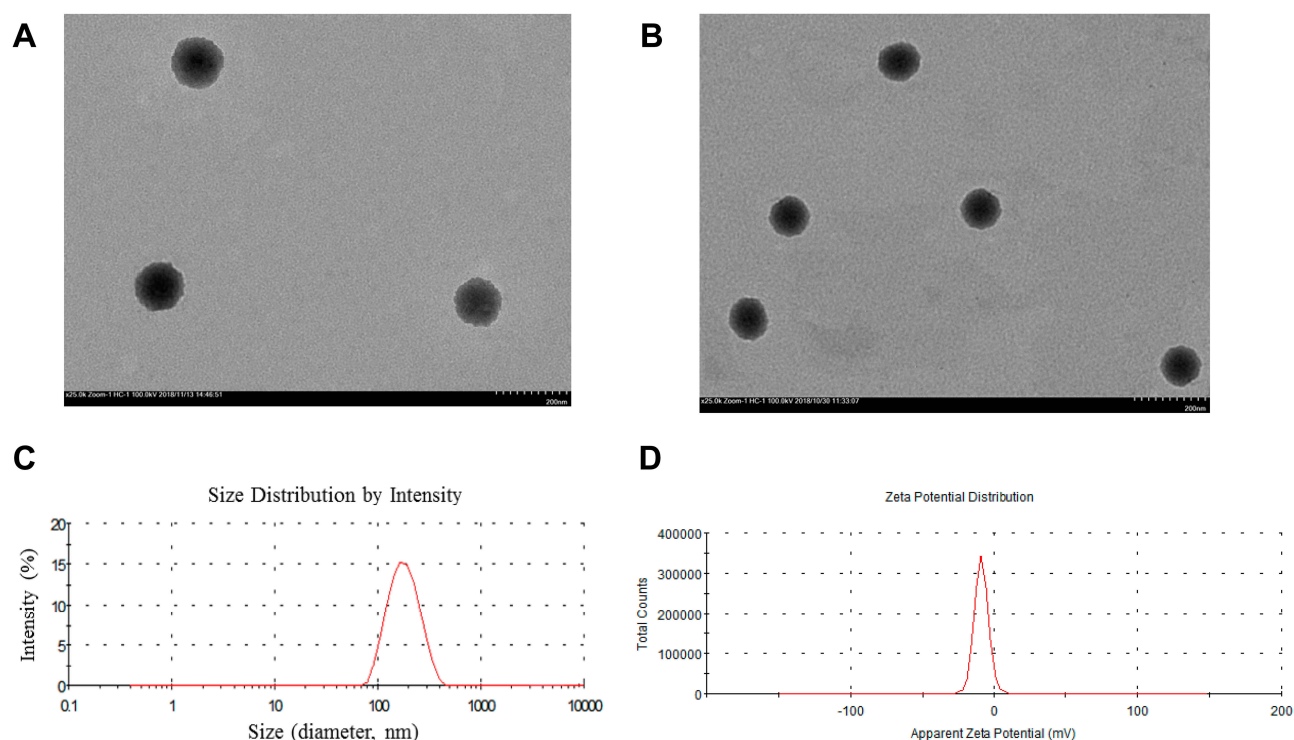 A
B
x25.0k Zoom-1 HC-1 100.0kV 2018/11/13 14:46:51
200nm
x25.0k Zoom-1 HC-1 100.0kV 2018/10/30 11:33:07
200nm
C
D
Size Distribution by Intensity
Intensity (%)
20
15
10
5
0
0.1 1 10 100 1000 10000
Size (diameter, nm)
Zeta Potential Distribution
Total Counts
400000
300000
200000
100000
0
-100 0 100 200
Apparent Zeta Potential (mV)